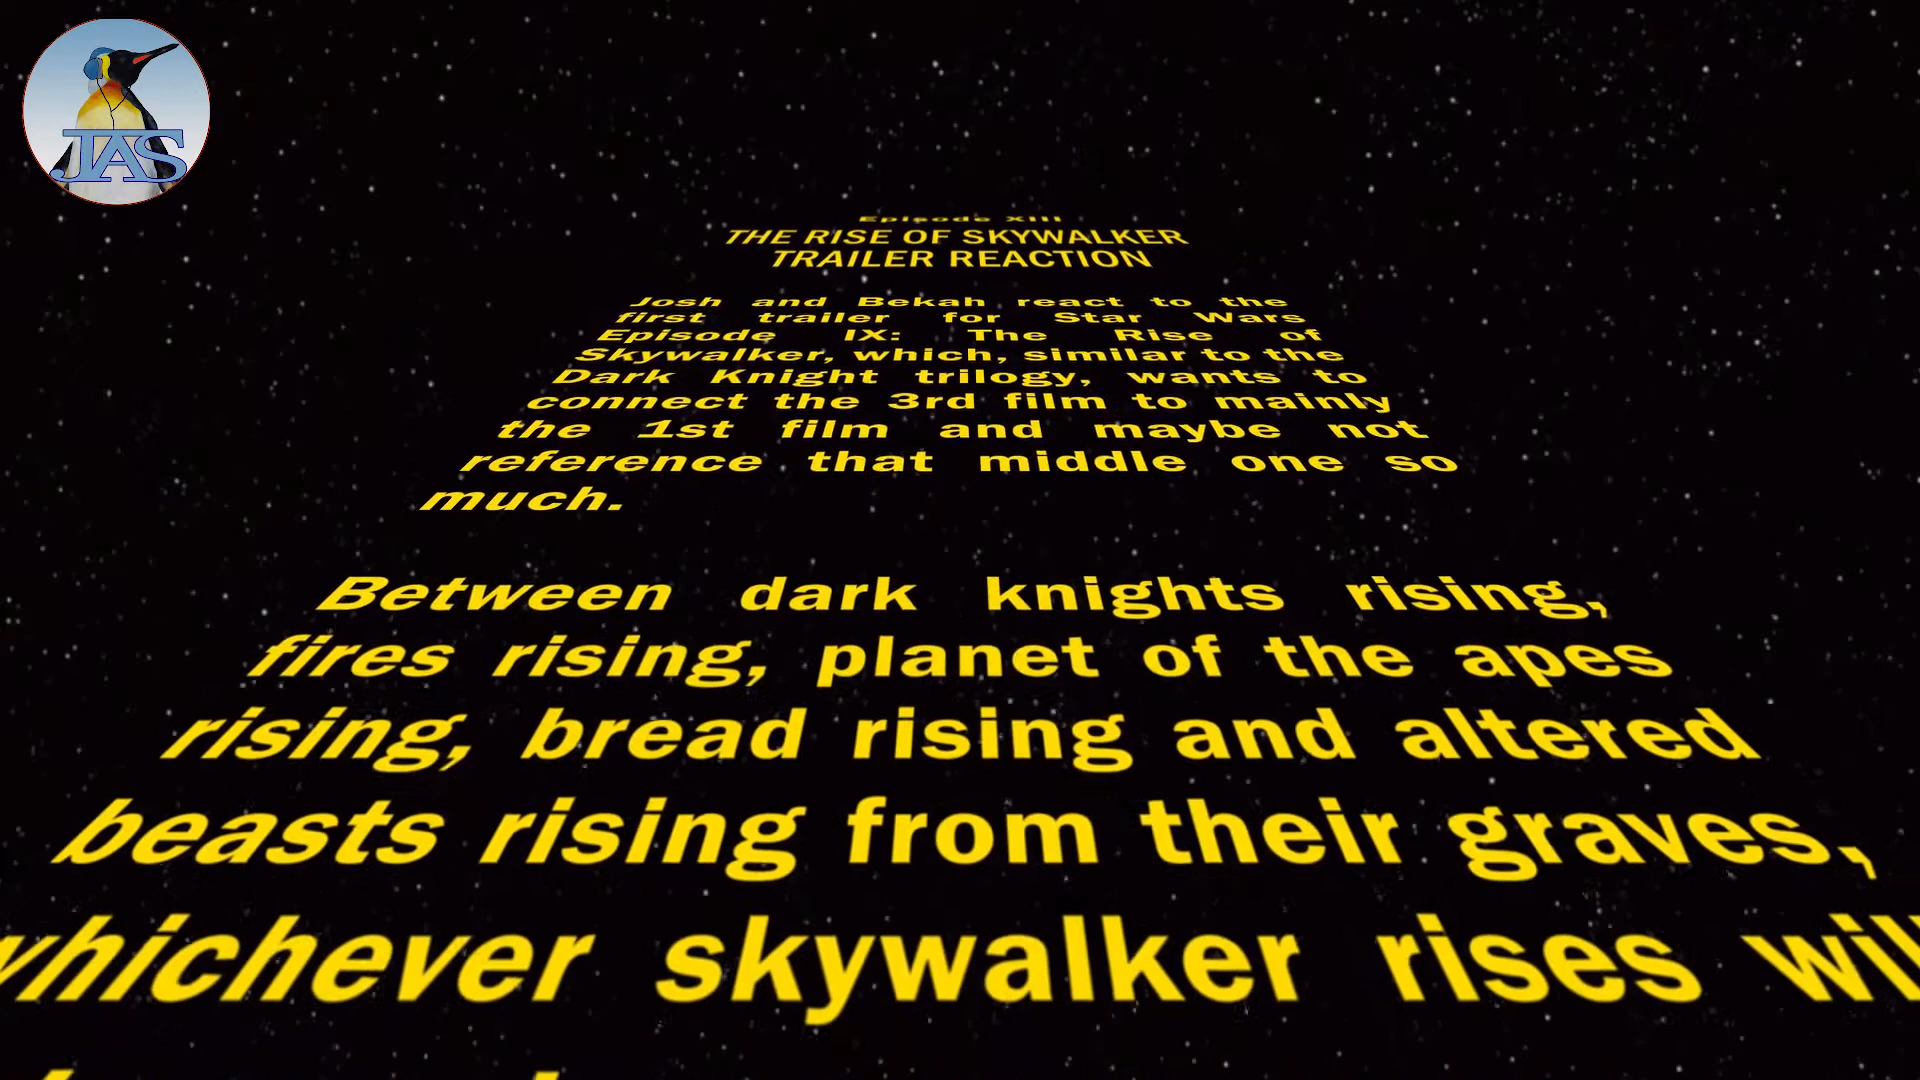 JAS
Episode XIII
THE RISE OF SKYWALKER
TRAILER REACTION
Josh and Bekah react to the
first trailer for Star Wars
Episode IX: The Rise of
Skywalker, which, similar to the
Dark Knight trilogy, wants to
connect the 3rd film to mainly
the 1st film and maybe not
reference that middle one so
much.
Between dark knights rising,
fires rising, planet of the apes
rising, bread rising and altered
beasts rising from their graves,
whichever skywalker rises will